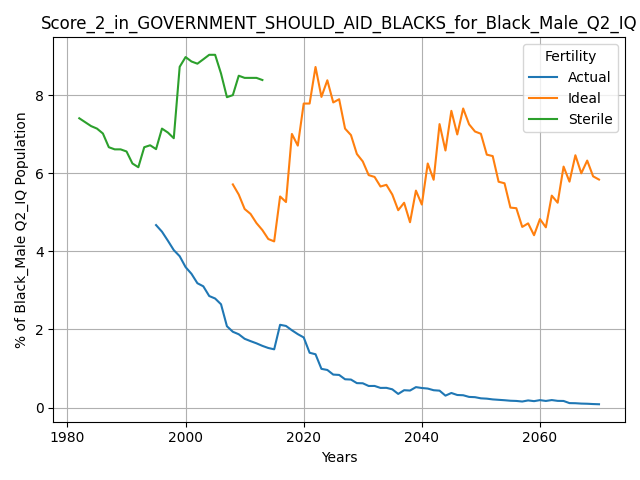 Score_2_in_GOVERNMENT_SHOULD_AID_BLACKS_for_Black_Male_Q2_IQ
Fertility
Actual
Ideal
Sterile
% of Black_Male Q2_IQ Population
8
6
4
2
0
1980
2000
2020
2040
2060
Years